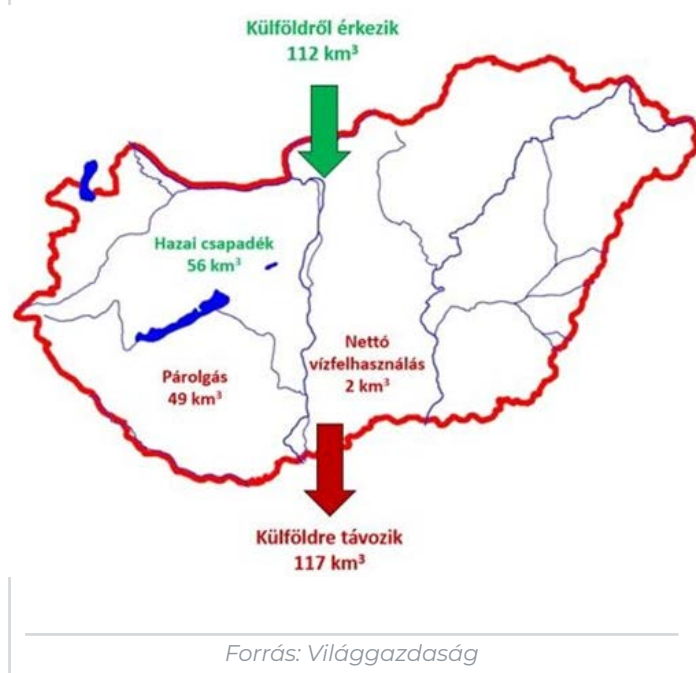 Külföldről érkezik
112 km³
Hazai csapadék
56 km³
Nettó
vízfelhasználás
2 km³
Párolgás
49 km³
Külföldre távozik
117 km³
Forrás: Világgazdaság